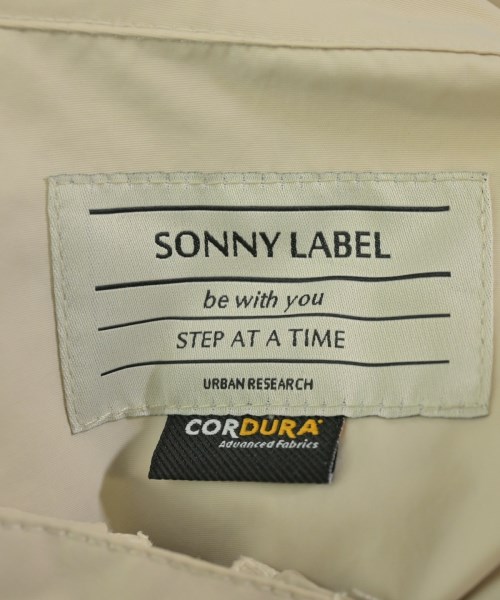 SONNY LABEL
be with you
STEP AT A TIME
URBAN RESEARCH
CORDURA
Advanced Fabrics